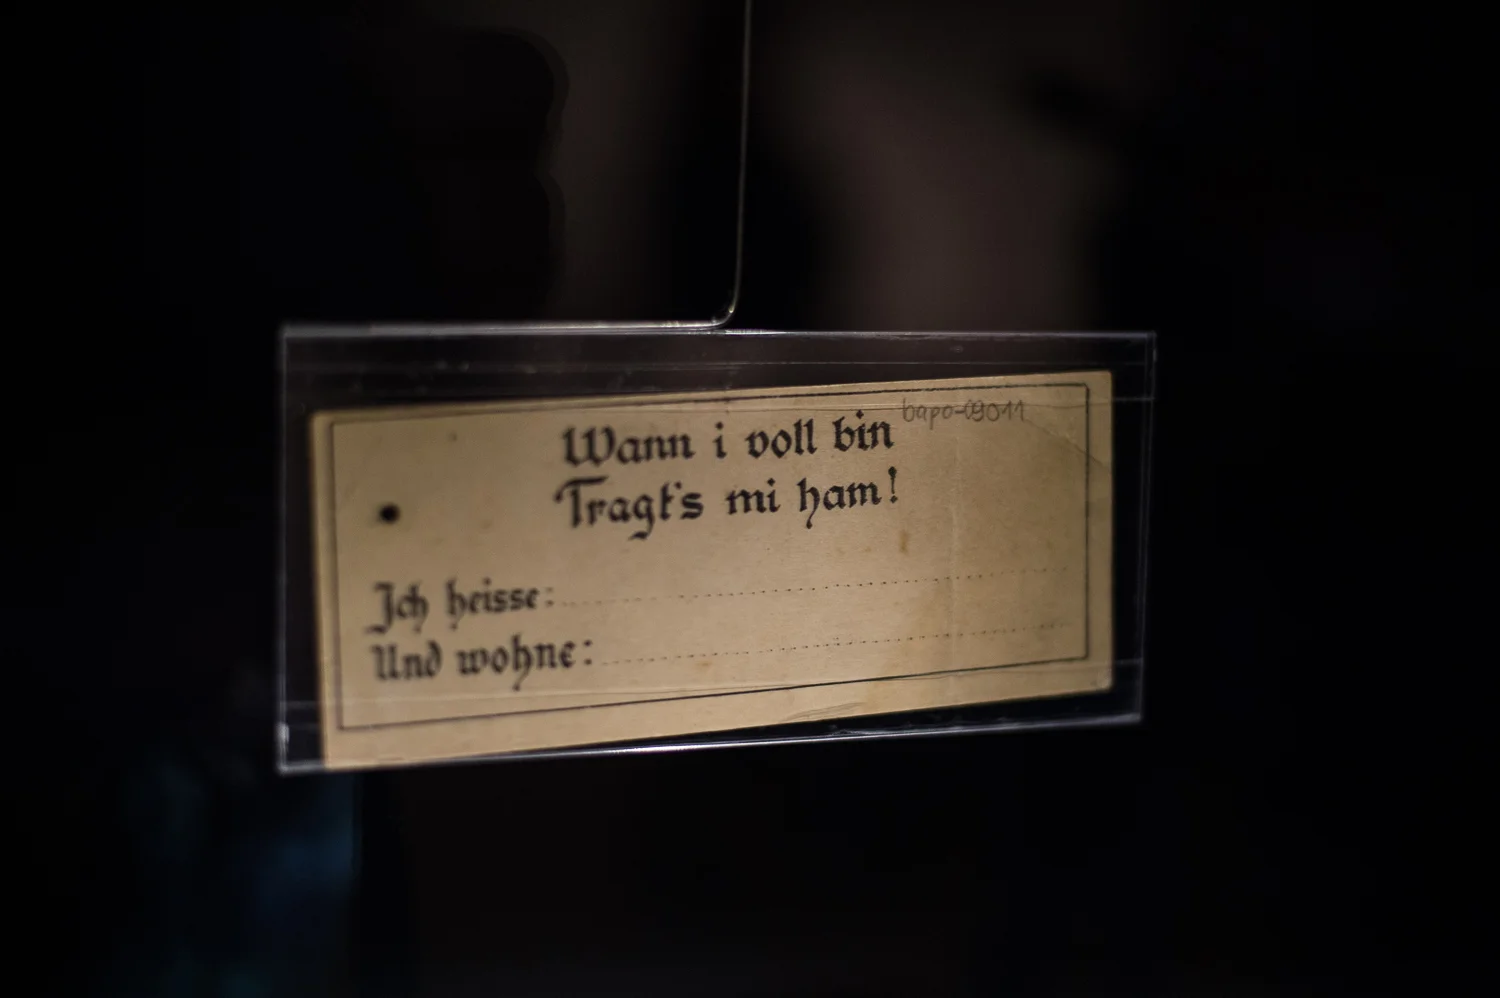 bapo-09011
Wann i voll bin
Tragt's mi ham!
Ich heisse:
Und wohne: